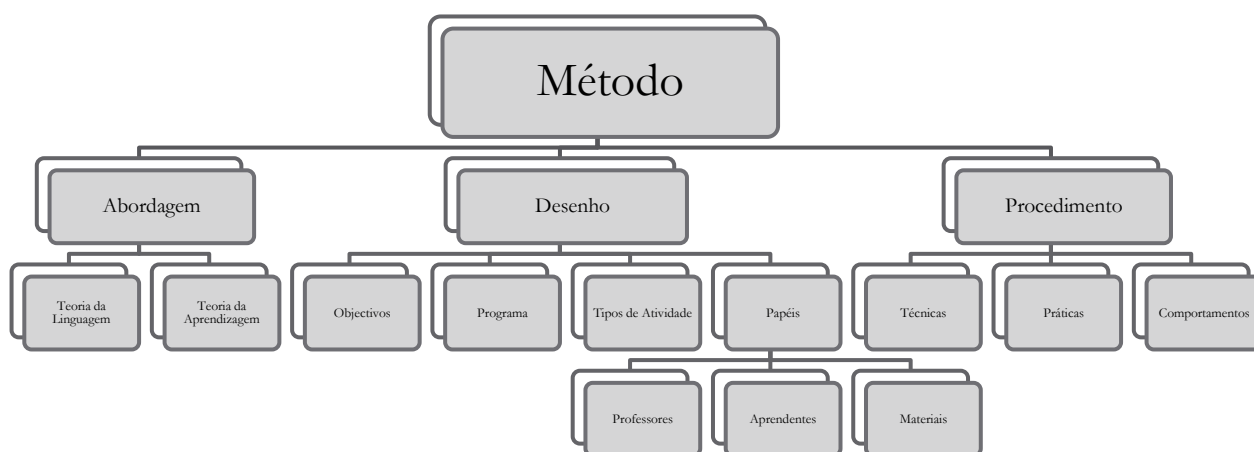 Método
Abordagem
Desenho
Procedimento
Teoria da
Linguagem
Teoria da
Aprendizagem
Objectivos
Programa
Tipos de Atividade
Papéis
Técnicas
Práticas
Comportamentos
Professores
Aprendentes
Materiais